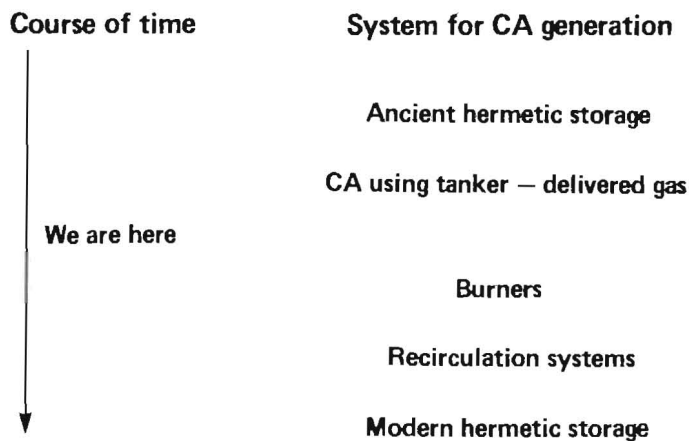 Course of time
System for CA generation
Ancient hermetic storage
CA using tanker — delivered gas
We are here
Burners
Recirculation systems
Modern hermetic storage